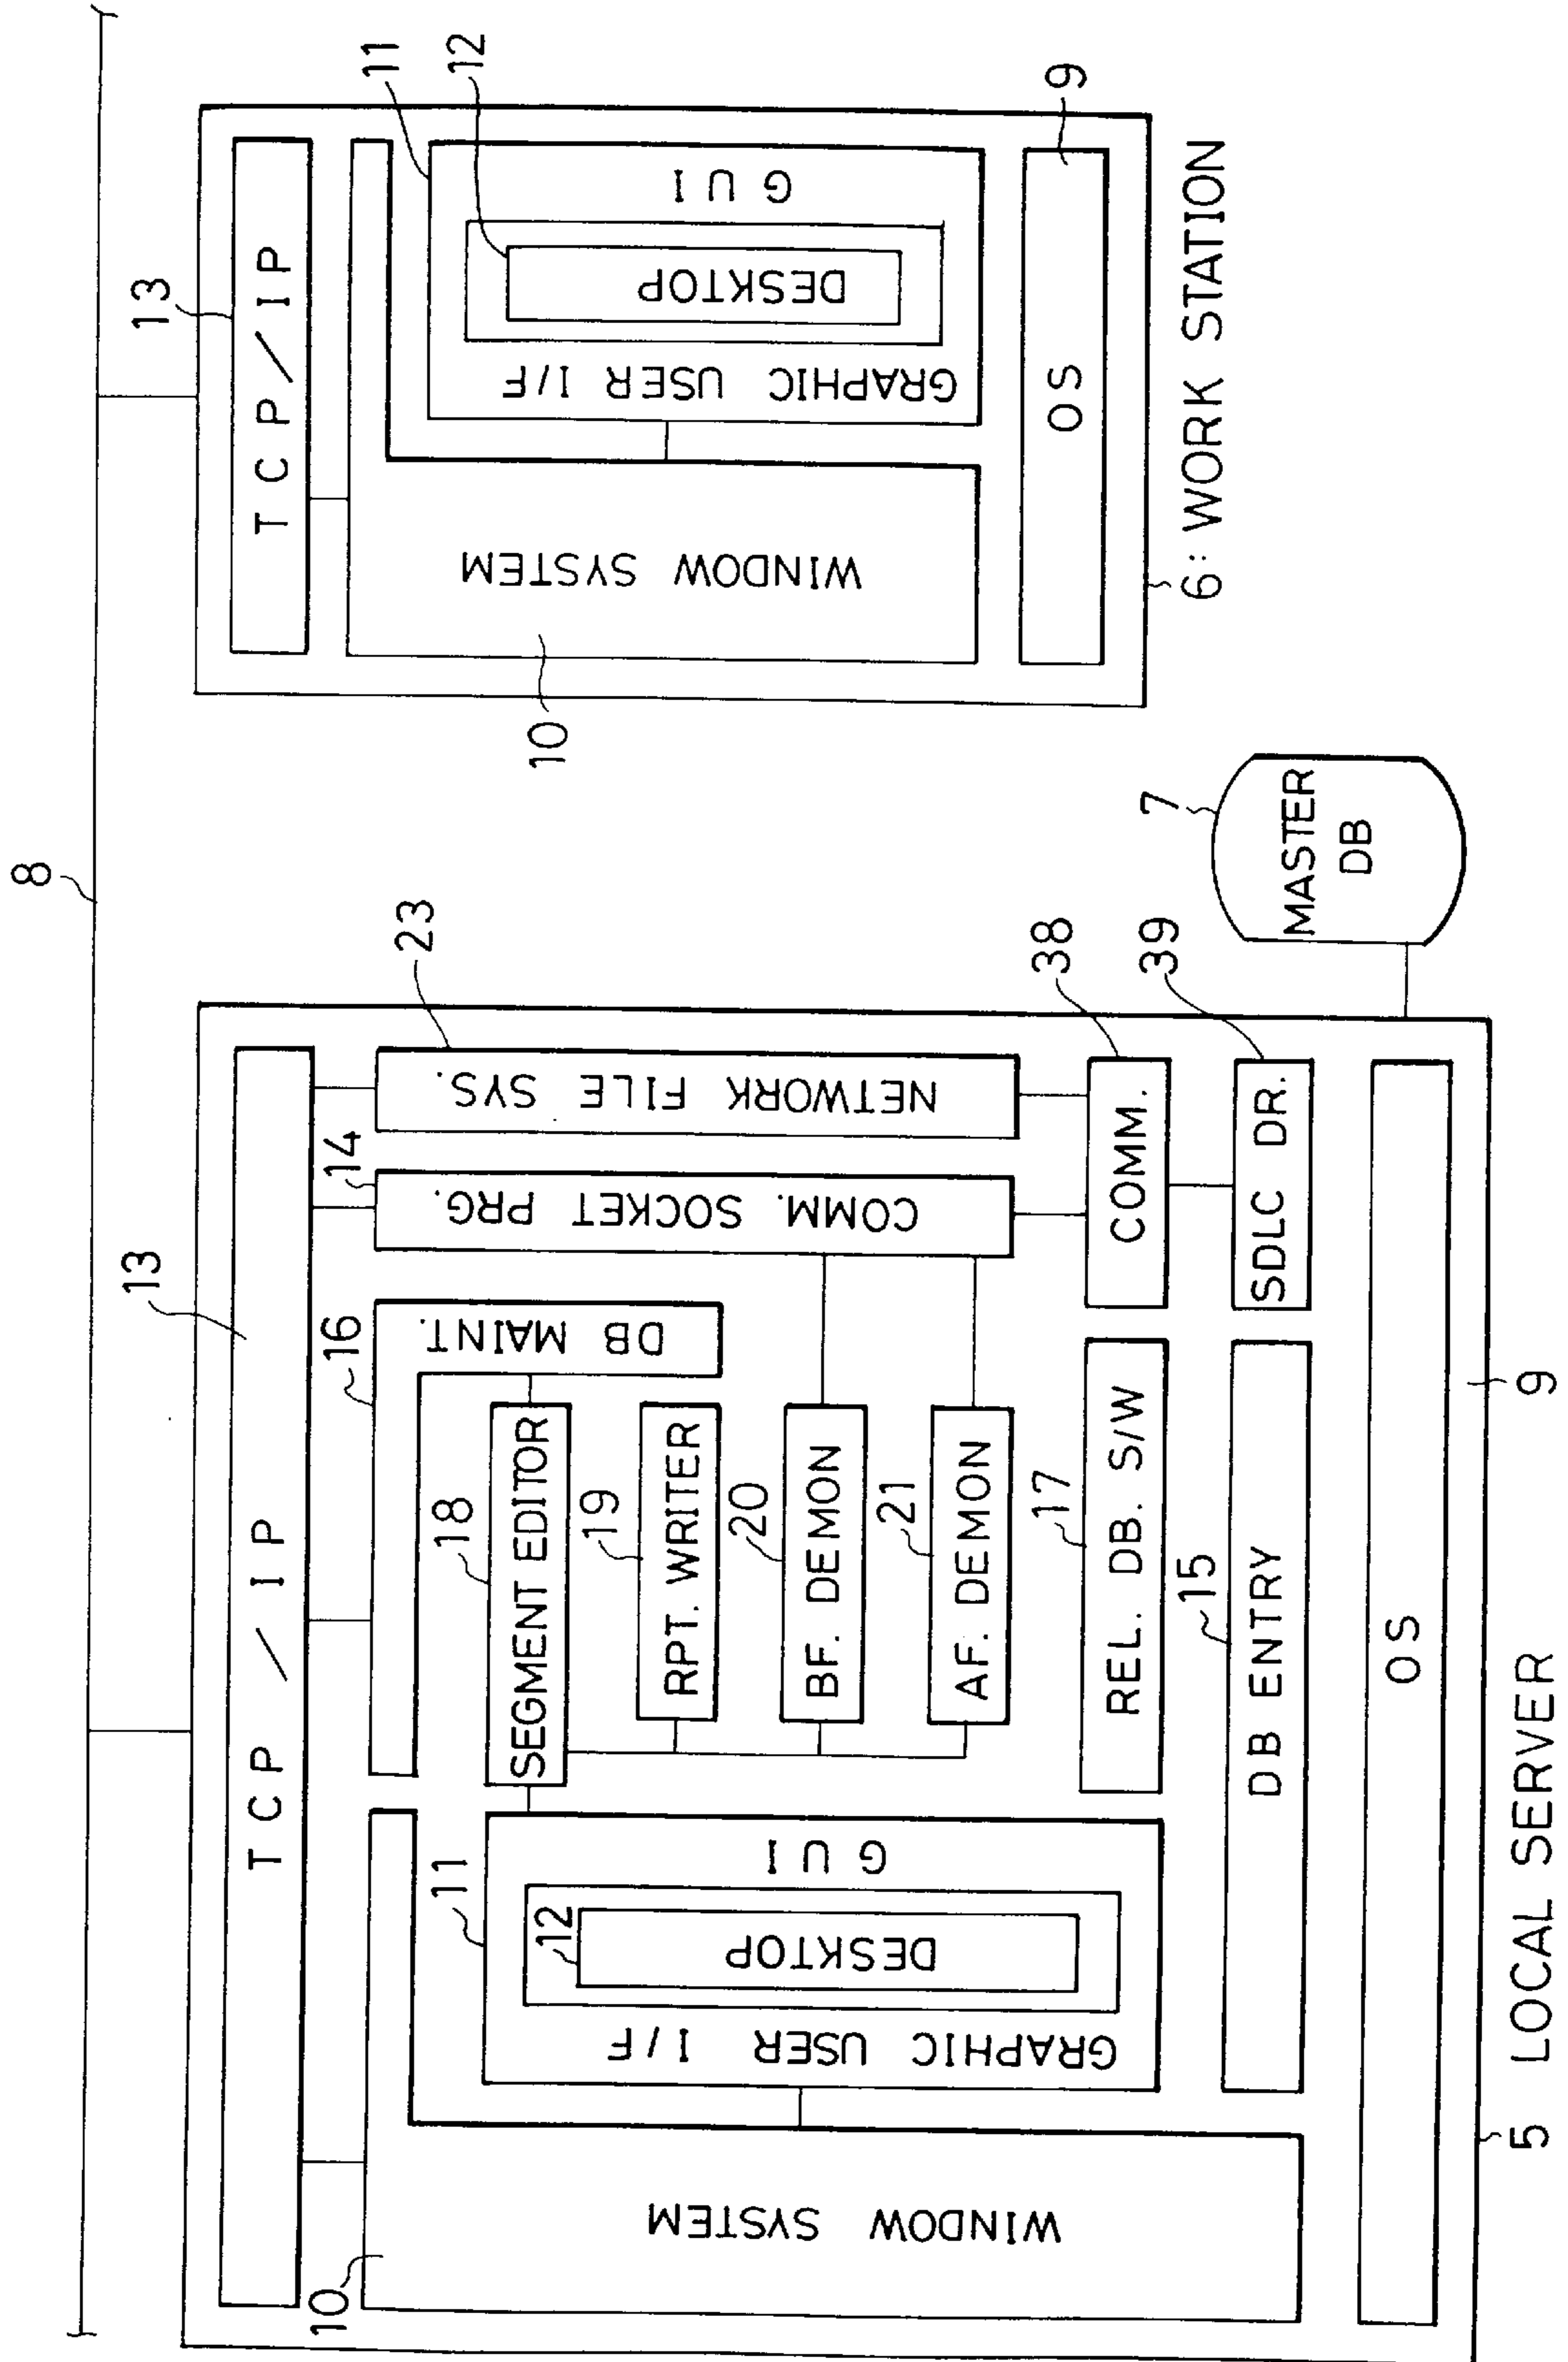 8
13
TCP/IP
10
WINDOW SYSTEM
11
GRAPHIC USER I/F
12
DESKTOP
GUI
16
DB MAINT.
18
SEGMENT EDITOR
19
RPT. WRITER
20
BF. DEMON
21
AF. DEMON
14
COMM. SOCKET PRG.
23
NETWORK FILE SYS.
17
REL. DB. S/W
38
COMM.
15
DB ENTRY
39
SDLC DR.
OS
9
5 LOCAL SERVER
7
MASTER
DB
13
TCP/IP
10
WINDOW SYSTEM
11
GRAPHIC USER I/F
12
DESKTOP
GUI
OS
9
6: WORK STATION